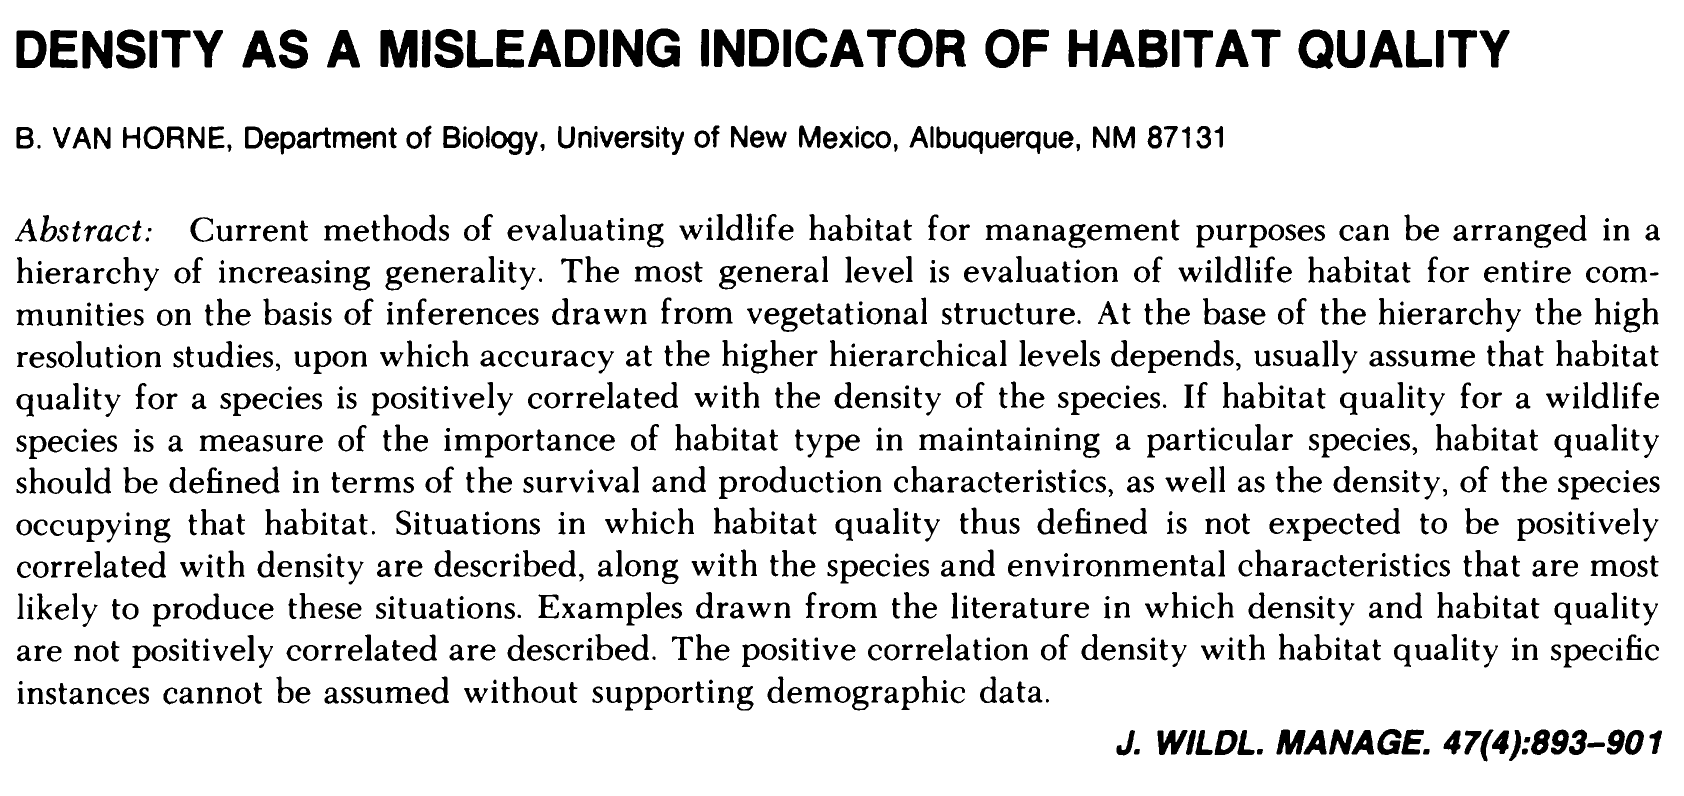 DENSITY AS A MISLEADING INDICATOR OF HABITAT QUALITY
B. VAN HORNE, Department of Biology, University of New Mexico, Albuquerque, NM 87131
Abstract: Current methods of evaluating wildlife habitat for management purposes can be arranged in a
hierarchy of increasing generality. The most general level is evaluation of wildlife habitat for entire com-
munities on the basis of inferences drawn from vegetational structure. At the base of the hierarchy the high
resolution studies, upon which accuracy at the higher hierarchical levels depends, usually assume that habitat
quality for a species is positively correlated with the density of the species. If habitat quality for a wildlife
species is a measure of the importance of habitat type in maintaining a particular species, habitat quality
should be defined in terms of the survival and production characteristics, as well as the density, of the species
occupying that habitat. Situations in which habitat quality thus defined is not expected to be positively
correlated with density are described, along with the species and environmental characteristics that are most
likely to produce these situations. Examples drawn from the literature in which density and habitat quality
are not positively correlated are described. The positive correlation of density with habitat quality in specific
instances cannot be assumed without supporting demographic data.
J. WILDL. MANAGE. 47(4):893–901